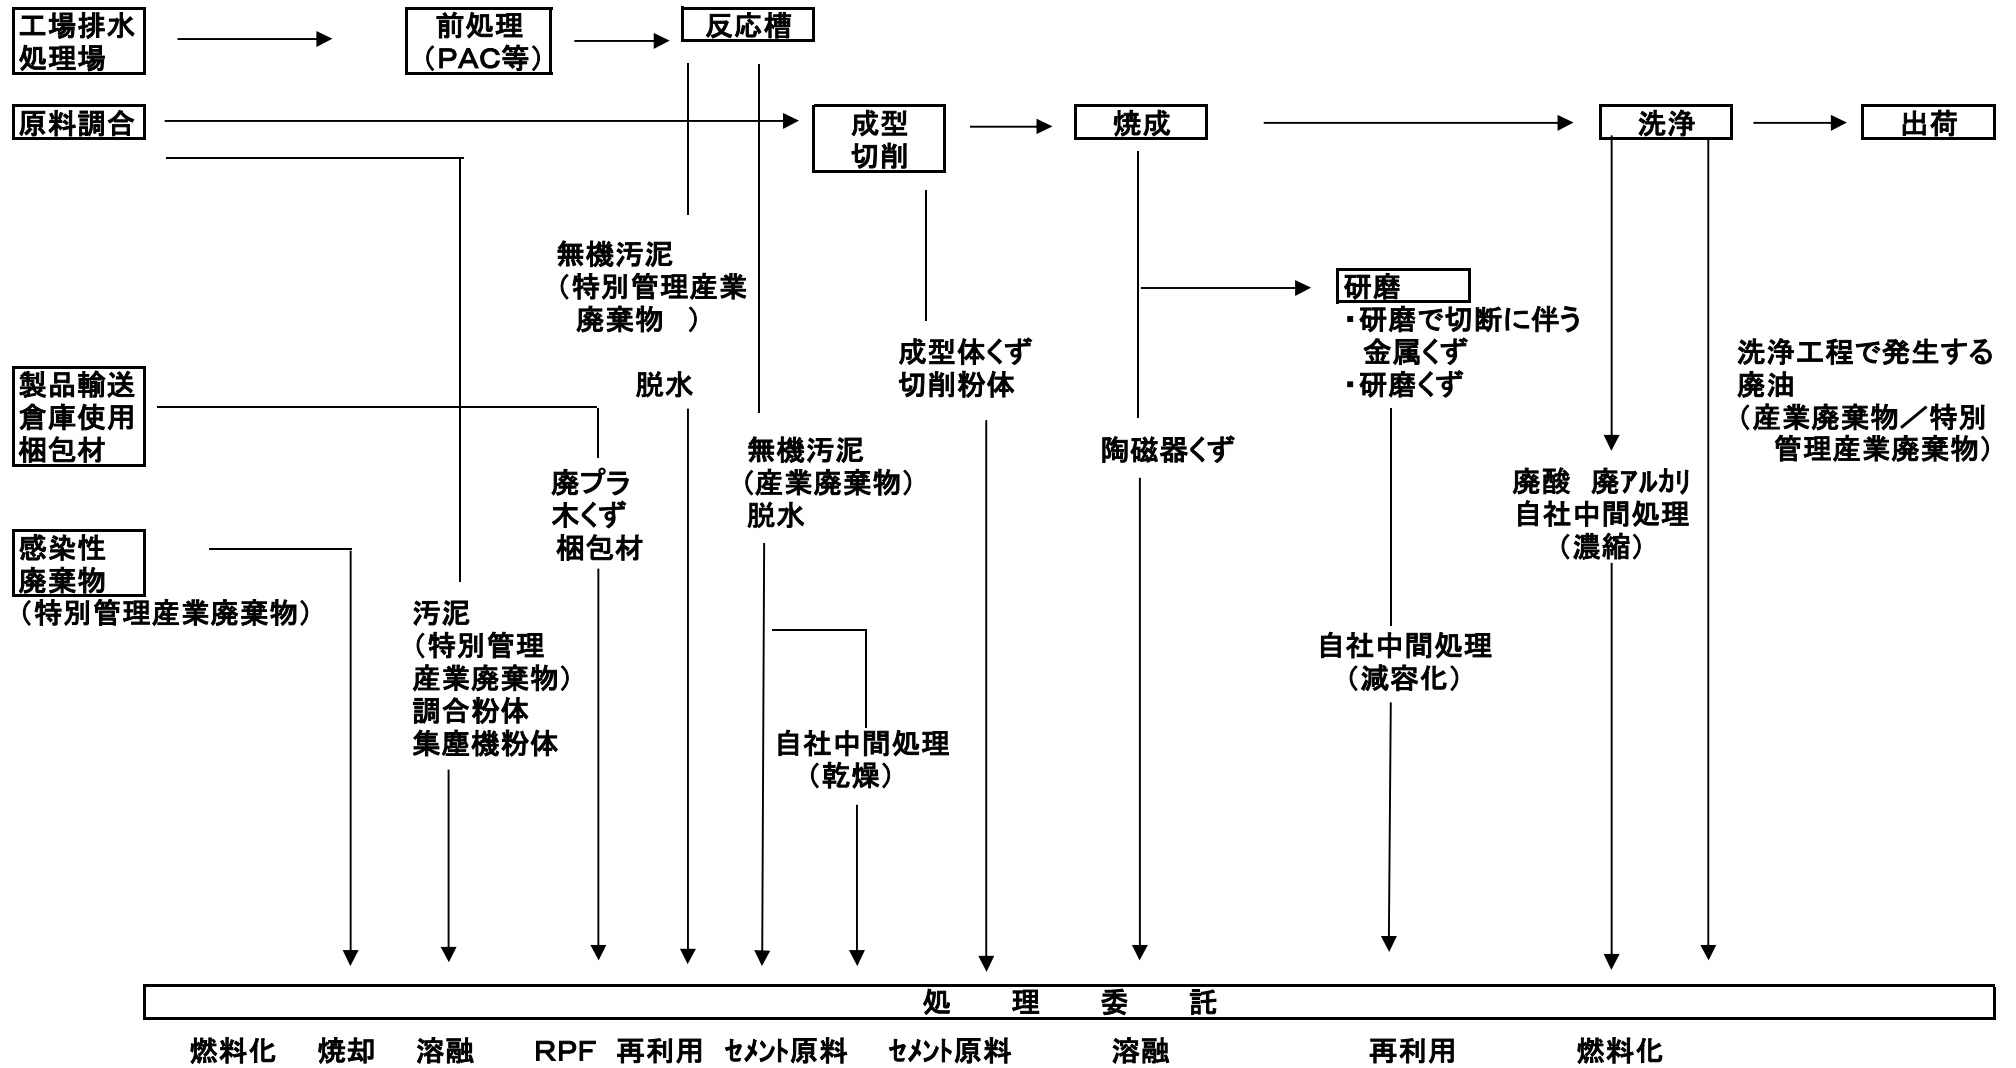 工場排水
処理場
前処理
（PAC等）
反応槽
原料調合
成型
切削
焼成
洗浄
出荷
無機汚泥
（特別管理産業
廃棄物　）
脱水
研磨
・研磨で切断に伴う
金属くず
・研磨くず
成型体くず
切削粉体
洗浄工程で発生する
廃油
（産業廃棄物／特別
管理産業廃棄物）
製品輸送
倉庫使用
梱包材
廃プラ
木くず
梱包材
無機汚泥
（産業廃棄物）
脱水
陶磁器くず
廃酸　廃アルカリ
自社中間処理
（濃縮）
感染性
廃棄物
（特別管理産業廃棄物）
汚泥
（特別管理
産業廃棄物）
調合粉体
集塵機粉体
自社中間処理
（乾燥）
自社中間処理
（減容化）
処　理　委　託
燃料化　焼却　溶融　RPF　再利用　セメント原料　セメント原料　溶融　再利用　燃料化